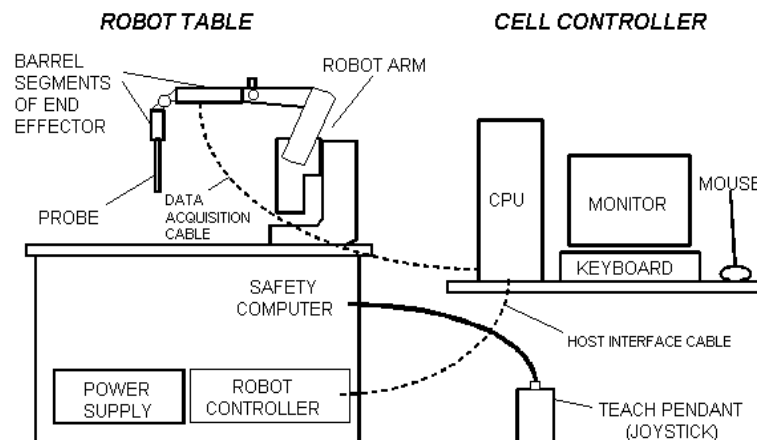 ROBOT TABLE
CELL CONTROLLER
BARREL
SEGMENTS
OF END
EFFECTOR
ROBOT ARM
PROBE
DATA
ACQUISITION
CABLE
CPU
MONITOR
MOUSE
KEYBOARD
SAFETY
COMPUTER
HOST INTERFACE CABLE
POWER
SUPPLY
ROBOT
CONTROLLER
TEACH PENDANT
(JOYSTICK)